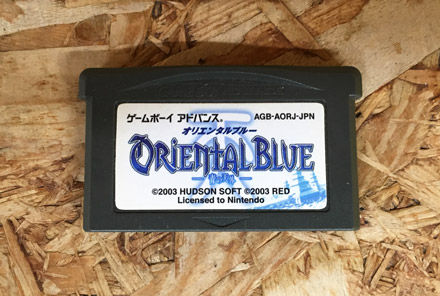 ゲームボーイ アドバンス® AGB-AORJ-JPN
オリエンタルブルー
ORIENTAL BLUE
©2003 HUDSON SOFT ©2003 RED
Licensed to Nintendo